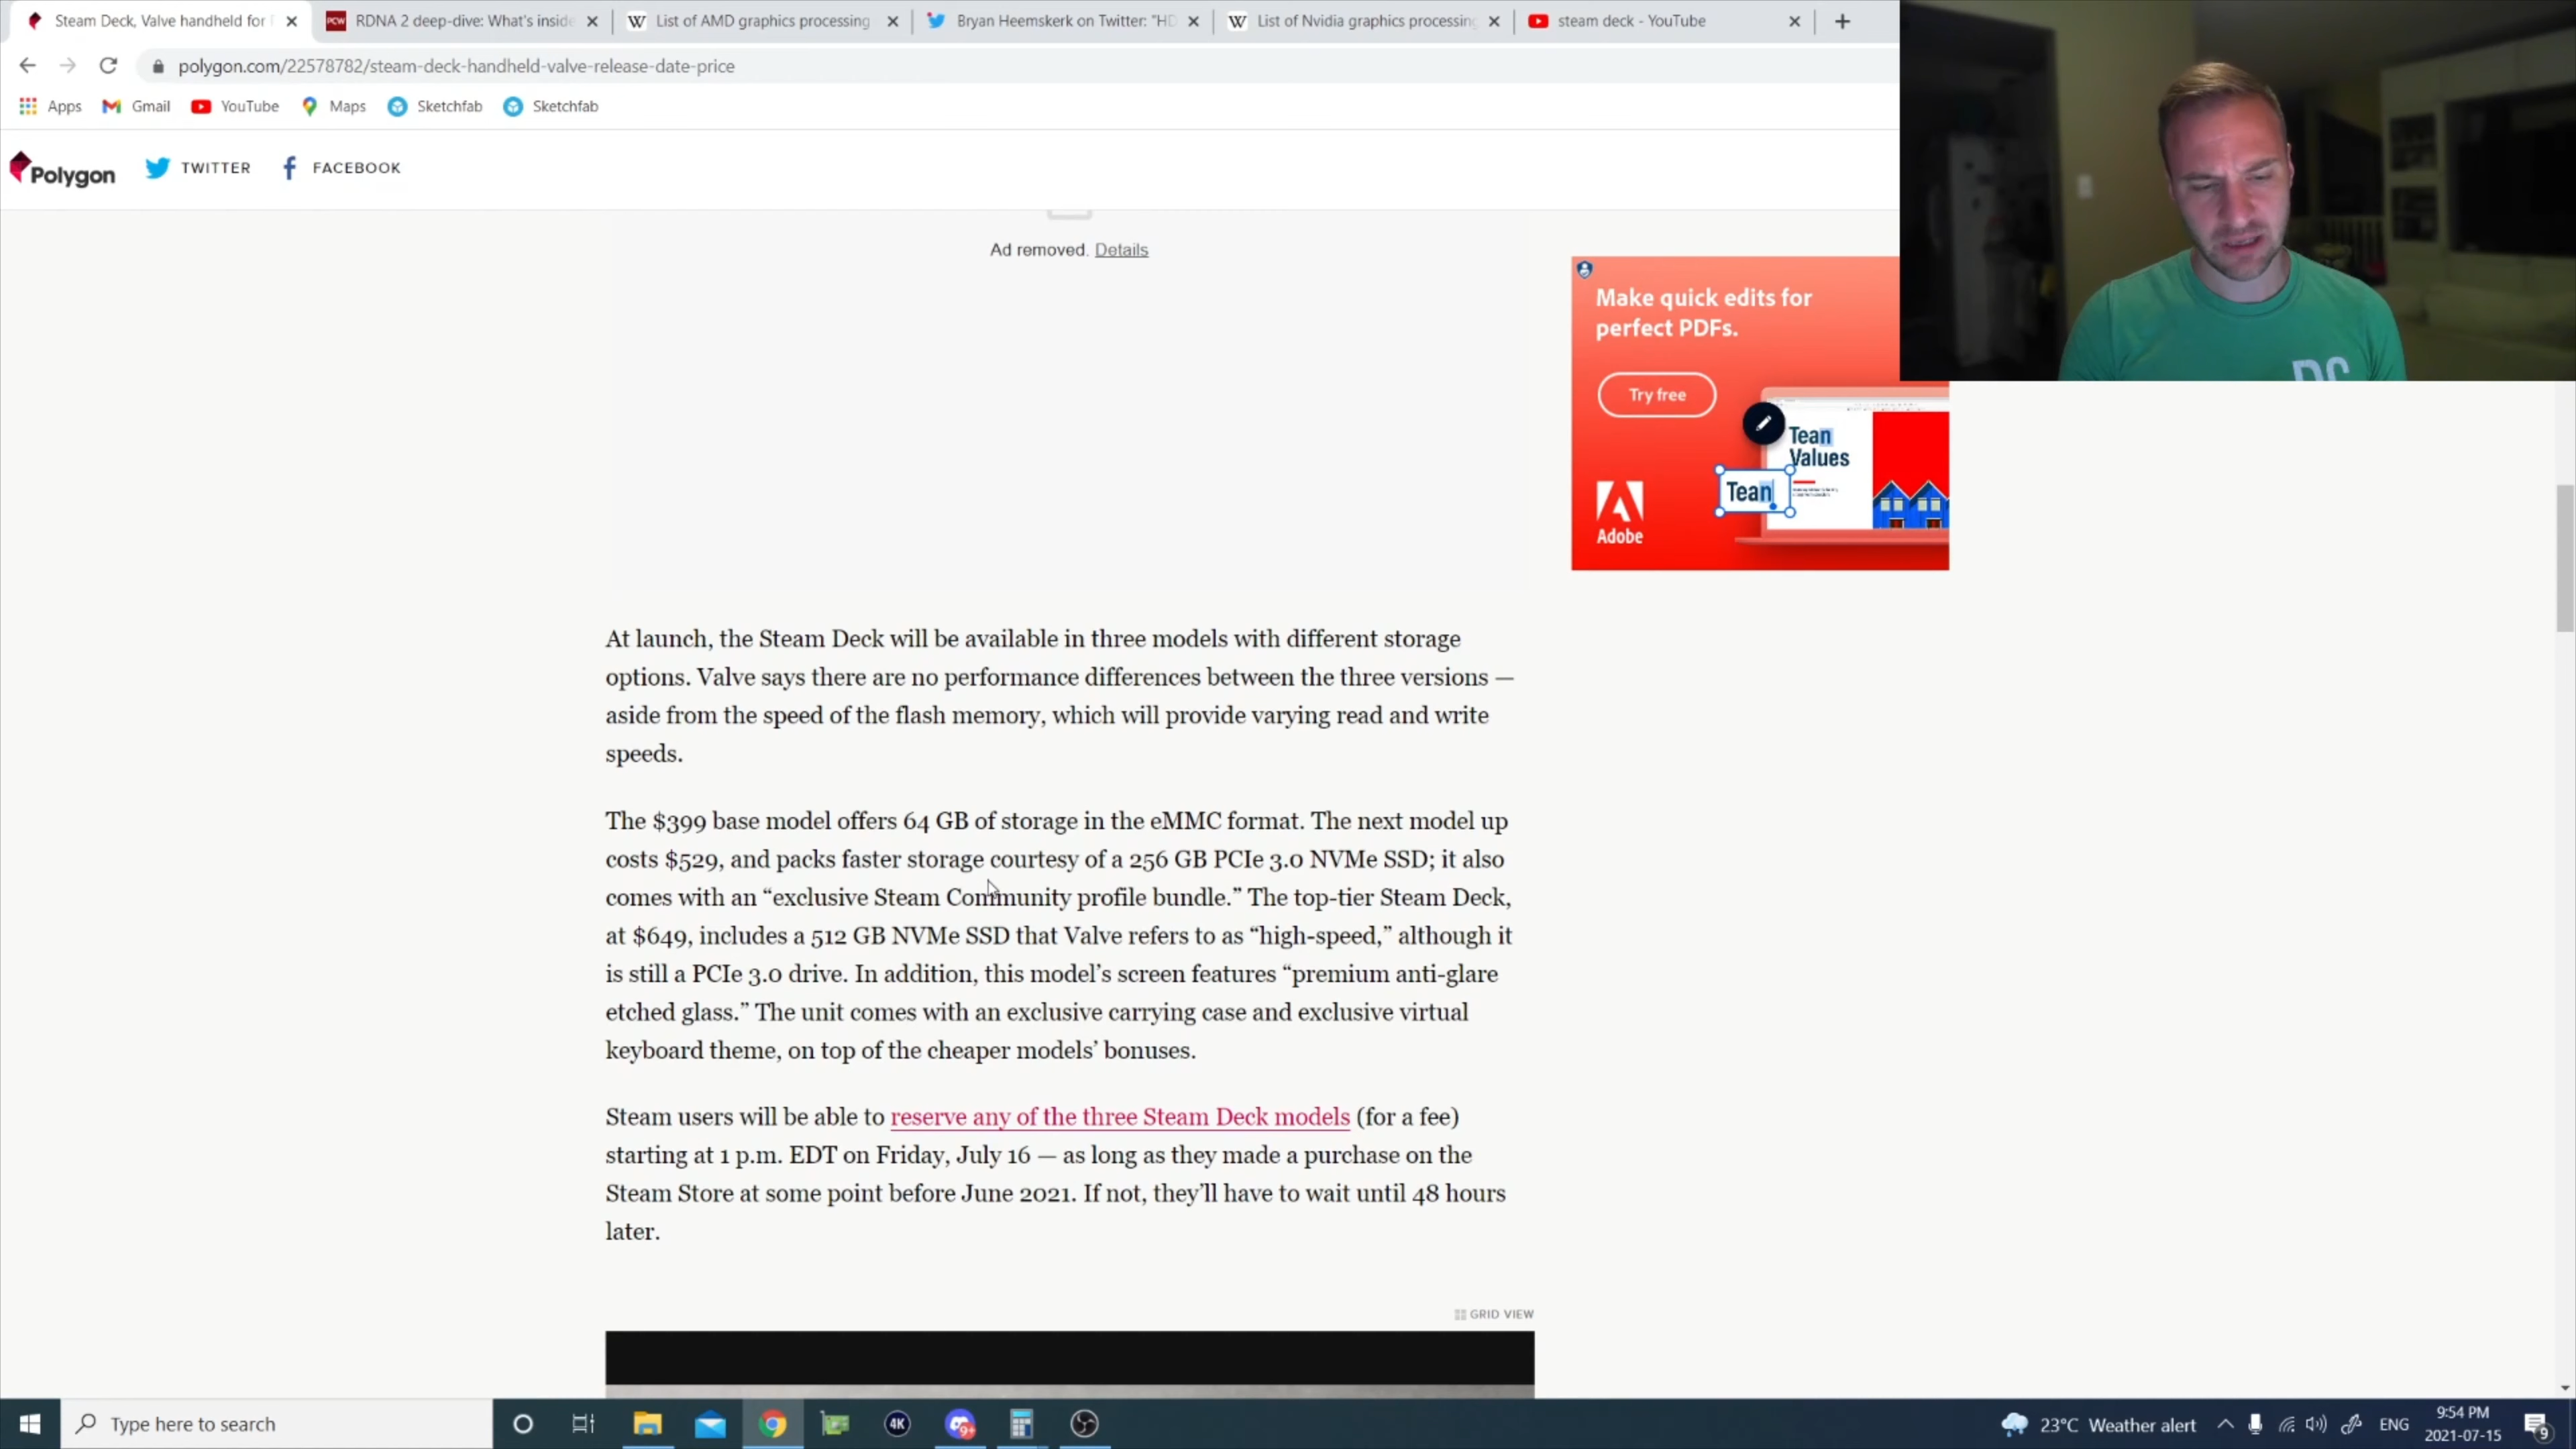 Steam Deck, Valve handheld for
RDNA 2 deep-dive: What's inside
List of AMD graphics processing
Bryan Heemskerk on Twitter: "HD
List of Nvidia graphics processing
steam deck - YouTube
polygon.com/22578782/steam-deck-handheld-valve-release-date-price
Apps
Gmail
YouTube
Maps
Sketchfab
Sketchfab
Polygon
TWITTER
FACEBOOK
Ad removed. Details
Make quick edits for
perfect PDFs.
Try free
Tean
Values
Tean
Adobe
At launch, the Steam Deck will be available in three models with different storage
options. Valve says there are no performance differences between the three versions —
aside from the speed of the flash memory, which will provide varying read and write
speeds.
The $399 base model offers 64 GB of storage in the eMMC format. The next model up
costs $529, and packs faster storage courtesy of a 256 GB PCIe 3.0 NVMe SSD; it also
comes with an “exclusive Steam Community profile bundle.” The top-tier Steam Deck,
at $649, includes a 512 GB NVMe SSD that Valve refers to as “high-speed,” although it
is still a PCIe 3.0 drive. In addition, this model’s screen features “premium anti-glare
etched glass.” The unit comes with an exclusive carrying case and exclusive virtual
keyboard theme, on top of the cheaper models’ bonuses.
Steam users will be able to reserve any of the three Steam Deck models (for a fee)
starting at 1 p.m. EDT on Friday, July 16 — as long as they made a purchase on the
Steam Store at some point before June 2021. If not, they’ll have to wait until 48 hours
later.
GRID VIEW
Type here to search
4K
9+
23°C Weather alert
ENG
9:54 PM
2021-07-15
9